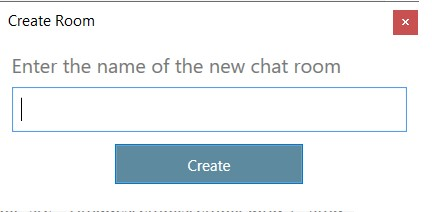 Create Room
Enter the name of the new chat room
Create